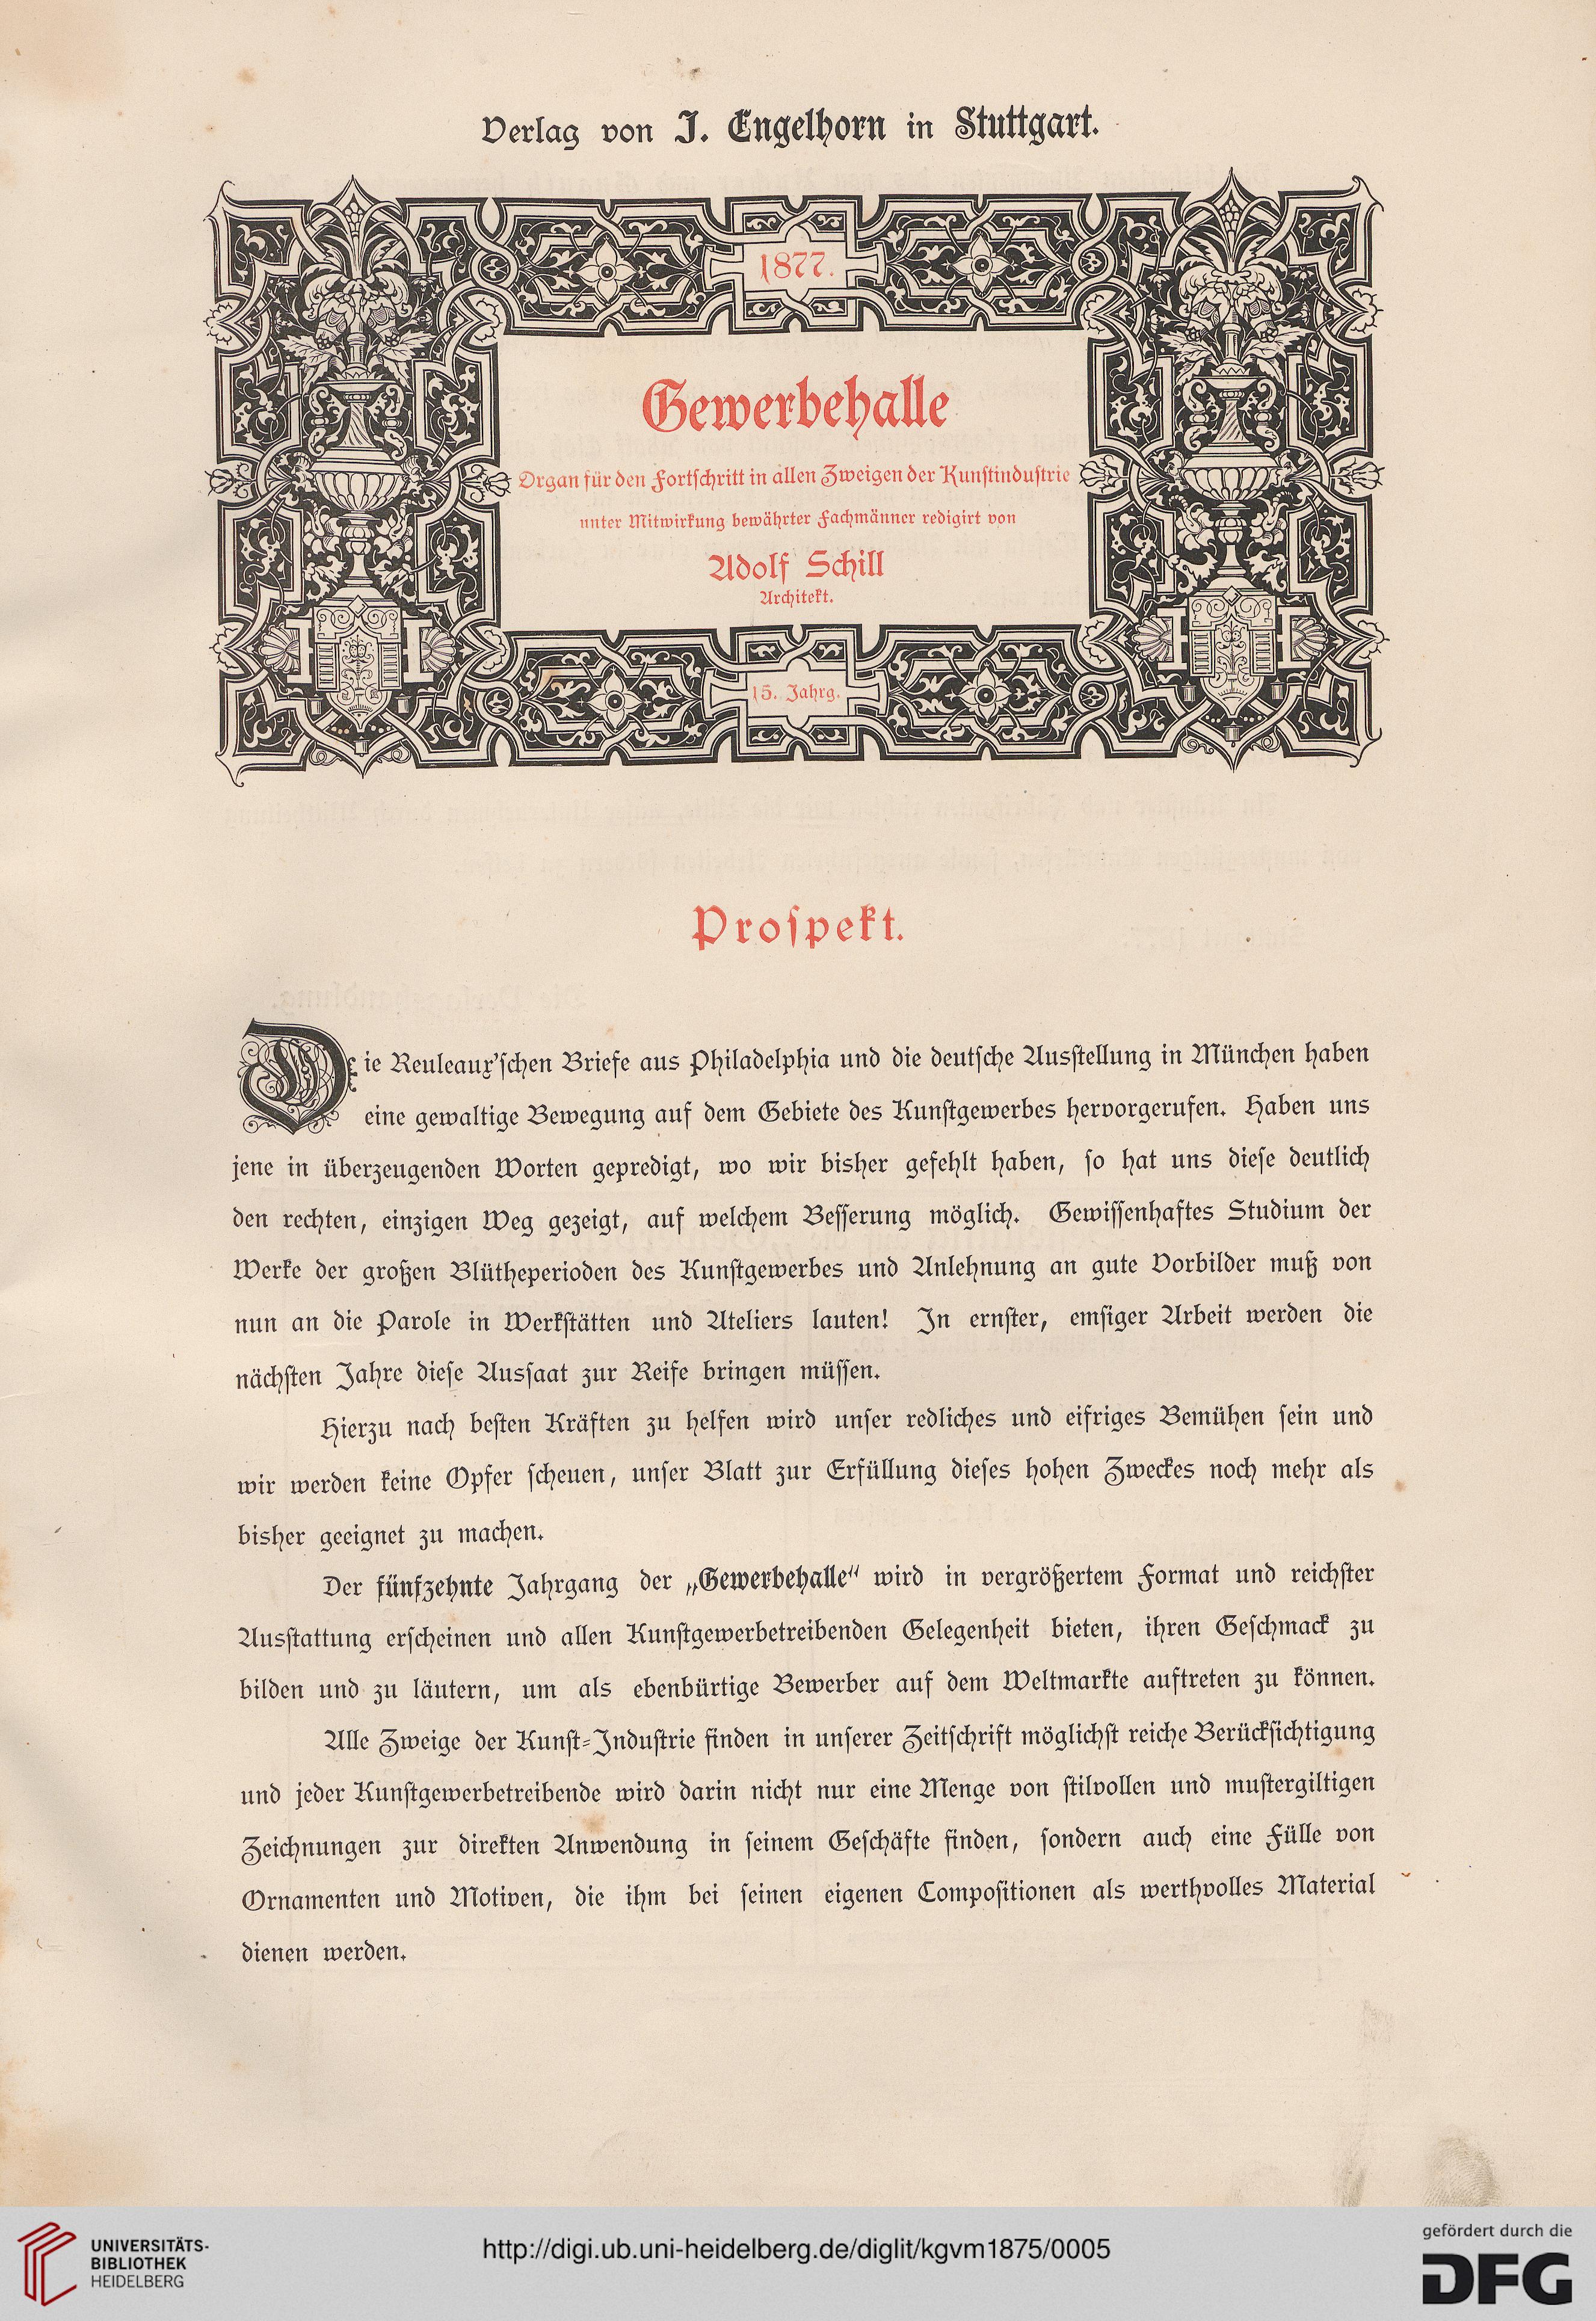 Verlag von J. Engelhorn in Stuttgart.
1877.
Gewerbehalle
Organ für den Fortschritt in allen Zweigen der Kunstindustrie
unter Mitwirkung bewährter Fachmänner redigirt von
Adolf Schill
Architekt.
15. Jahrg.
Prospekt.
Die Reuleaux'schen Briefe aus Philadelphia und die deutsche Ausstellung in München haben
eine gewaltige Bewegung auf dem Gebiete des Kunstgewerbes hervorgerufen. Haben uns
jene in überzeugenden Worten gepredigt, wo wir bisher gefehlt haben, so hat uns diese deutlich
den rechten, einzigen Weg gezeigt, auf welchem Besserung möglich. Gewissenhaftes Studium der
Werke der großen Blütheperioden des Kunstgewerbes und Anlehnung an gute Vorbilder muß von
nun an die Parole in Werkstätten und Ateliers lauten! In ernster, emsiger Arbeit werden die
nächsten Jahre diese Aussaat zur Reife bringen müssen.
Hierzu nach besten Kräften zu helfen wird unser redliches und eifriges Bemühen sein und
wir werden keine Opfer scheuen, unser Blatt zur Erfüllung dieses hohen Zweckes noch mehr als
bisher geeignet zu machen.
Der fünfzehnte Jahrgang der „Gewerbehalle“ wird in vergrößertem Format und reichster
Ausstattung erscheinen und allen Kunstgewerbetreibenden Gelegenheit bieten, ihren Geschmack zu
bilden und zu läutern, um als ebenbürtige Bewerber auf dem Weltmarkte auftreten zu können.
Alle Zweige der Kunst-Industrie finden in unserer Zeitschrift möglichst reiche Berücksichtigung
und jeder Kunstgewerbetreibende wird darin nicht nur eine Menge von stilvollen und mustergiltigen
Zeichnungen zur direkten Anwendung in seinem Geschäfte finden, sondern auch eine Fülle von
Ornamenten und Motiven, die ihm bei seinen eigenen Compositionen als werthvolles Material
dienen werden.
UNIVERSITÄTS-
BIBLIOTHEK
HEIDELBERG
http://digi.ub.uni-heidelberg.de/diglit/kgvm1875/0005
gefördert durch die
DFG